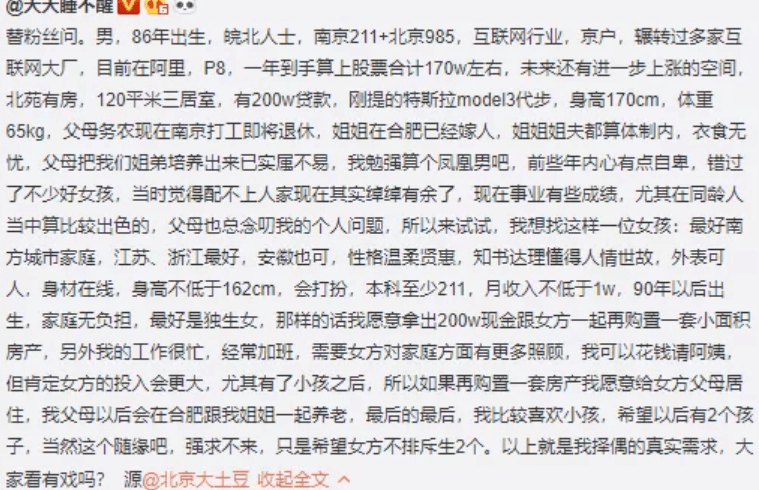 @天天睡不醒
替粉丝问。男，86年出生，皖北人士，南京211+北京985，互联网行业，京户，辗转过多家互
联网大厂，目前在阿里，P8，一年到手算上股票合计170w左右，未来还有进一步上涨的空间，
北苑有房，120平米三居室，有200w贷款，刚提的特斯拉model3代步，身高170cm，体重
65kg，父母务农现在南京打工即将退休，姐姐在合肥已经嫁人，姐姐姐夫都算体制内，衣食无
忧，父母把我们姐弟培养出来已实属不易，我勉强算个凤凰男吧，前些年内心有点自卑，错过
了不少好女孩，当时觉得配不上人家现在其实绰绰有余了，现在事业有些成绩，尤其在同龄人
当中算比较出色的，父母也总念叨我的个人问题，所以来试试，我想找这样一位女孩：最好南
方城市家庭，江苏、浙江最好，安徽也可，性格温柔贤惠，知书达理懂得人情世故，外表可
人，身材在线，身高不低于162cm，会打扮，本科至少211，月收入不低于1w，90年以后出
生，家庭无负担，最好是独生女，那样的话我愿意拿出200w现金跟女方一起再购置一套小面积
房产，另外我的工作很忙，经常加班，需要女方对家庭方面有更多照顾，我可以花钱请阿姨，
但肯定女方的投入会更大，尤其有了小孩之后，所以如果再购置一套房产我愿意给女方父母居
住，我父母以后会在合肥跟我姐姐一起养老，最后的最后，我比较喜欢小孩，希望以后有2个孩
子，当然这个随缘吧，强求不来，只是希望女方不排斥生2个。以上就是我择偶的真实需求，大
家看有戏吗？ 源@北京大土豆 收起全文